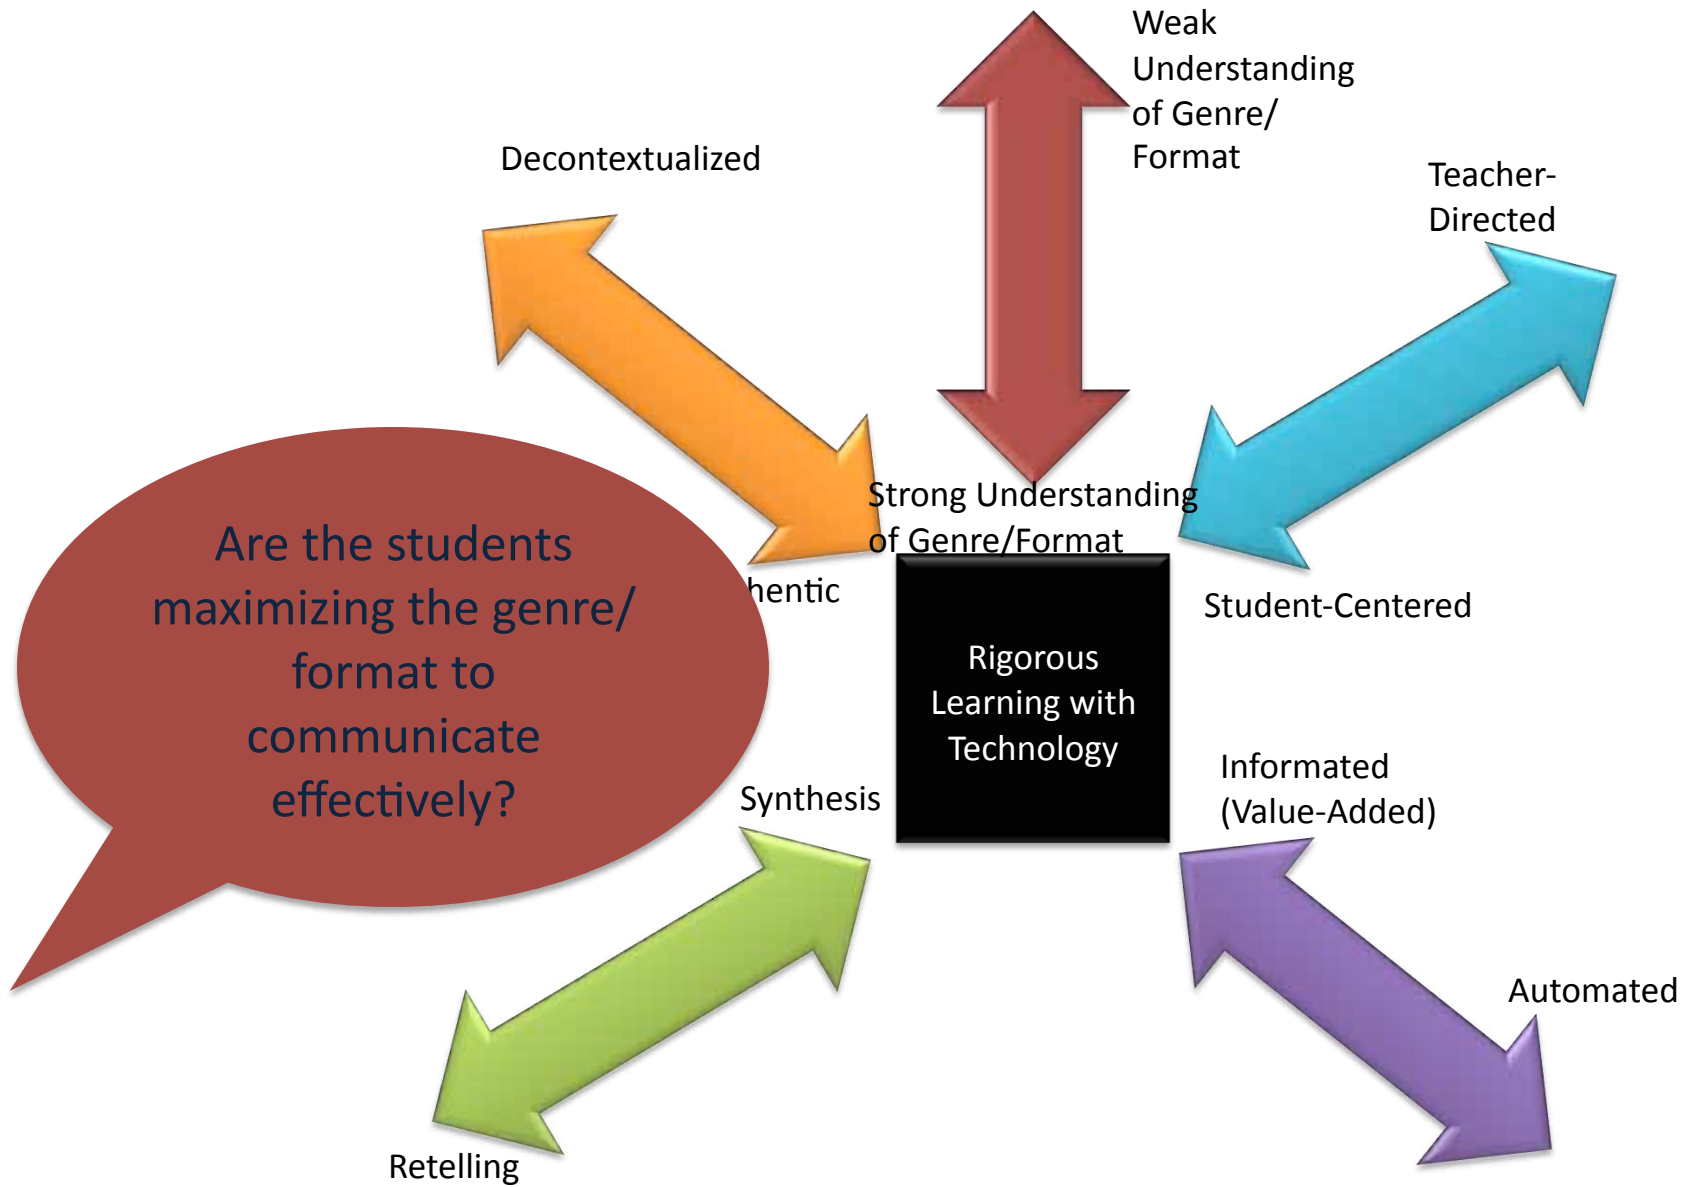 Weak
Understanding
of Genre/
Format
Decontextualized
Teacher-
Directed
Strong Understanding
of Genre/Format
Are the students
maximizing the genre/
format to
communicate
effectively?
hentic
Student-Centered
Rigorous
Learning with
Technology
Synthesis
Informated
(Value-Added)
Automated
Retelling